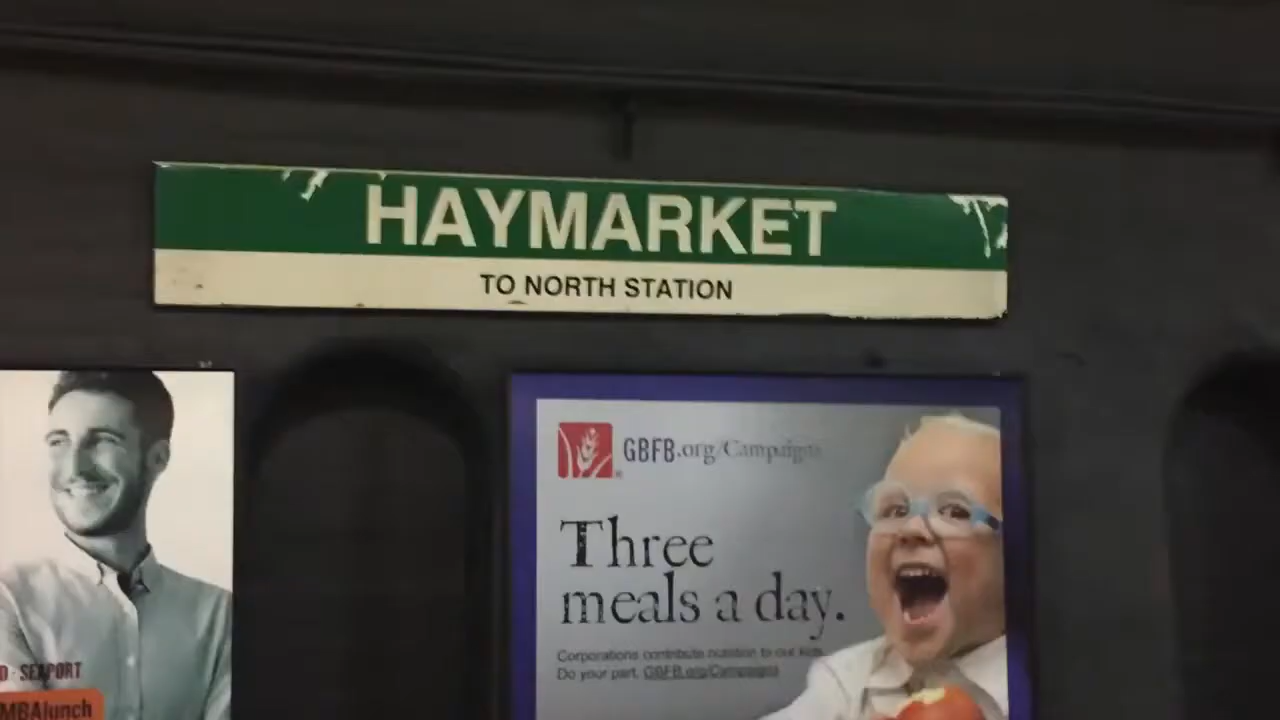 HAYMARKET
TO NORTH STATION
GBFB.org/Campaigns
Three
meals a day.
Corporations contribute nutrition to our kids.
Do your part. GBFB.org/Campaigns
D · SEAPORT
MBAlunch